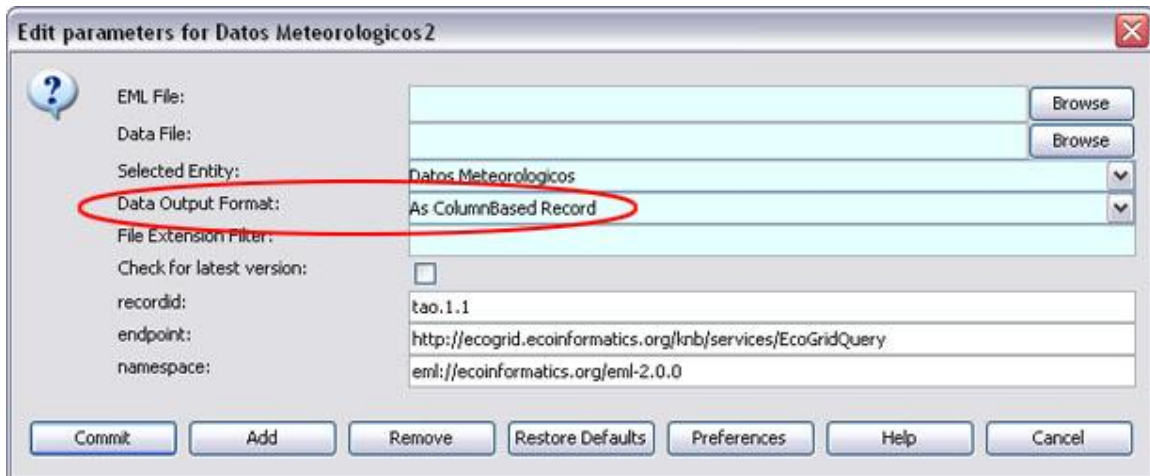 Edit parameters for Datos Meteorologicos2
EML File:
Browse
Data File:
Browse
Selected Entity: Datos Meteorologicos
Data Output Format: As ColumnBased Record
File Extension Filter:
Check for latest version:
recordid: tao.1.1
endpoint: http://ecogrid.ecoinformatics.org/knb/services/EcoGridQuery
namespace: eml://ecoinformatics.org/eml-2.0.0
Commit Add Remove Restore Defaults Preferences Help Cancel